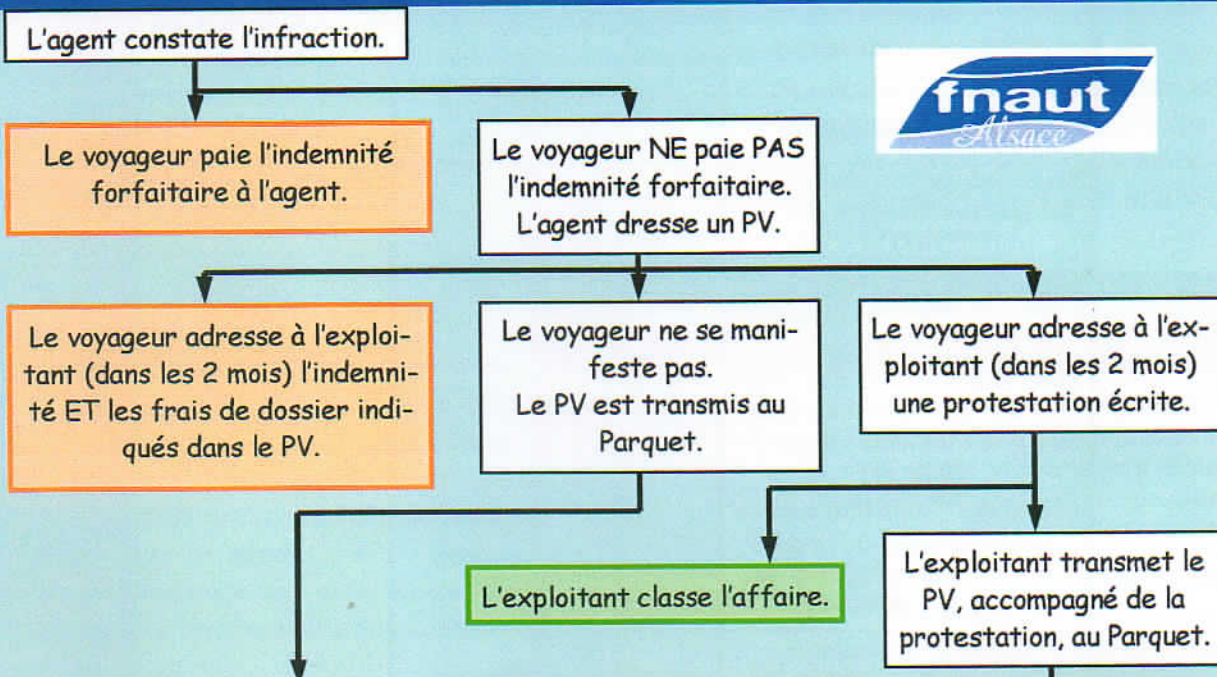 L'agent constate l'infraction.
fnaut
Alsace
Le voyageur paie l'indemnité
forfaitaire à l'agent.
Le voyageur NE paie PAS
l'indemnité forfaitaire.
L'agent dresse un PV.
Le voyageur adresse à l'exploi-
tant (dans les 2 mois) l'indemni-
té ET les frais de dossier indi-
qués dans le PV.
Le voyageur ne se mani-
feste pas.
Le PV est transmis au
Parquet.
Le voyageur adresse à l'ex-
ploitant (dans les 2 mois)
une protestation écrite.
L'exploitant classe l'affaire.
L'exploitant transmet le
PV, accompagné de la
protestation, au Parquet.